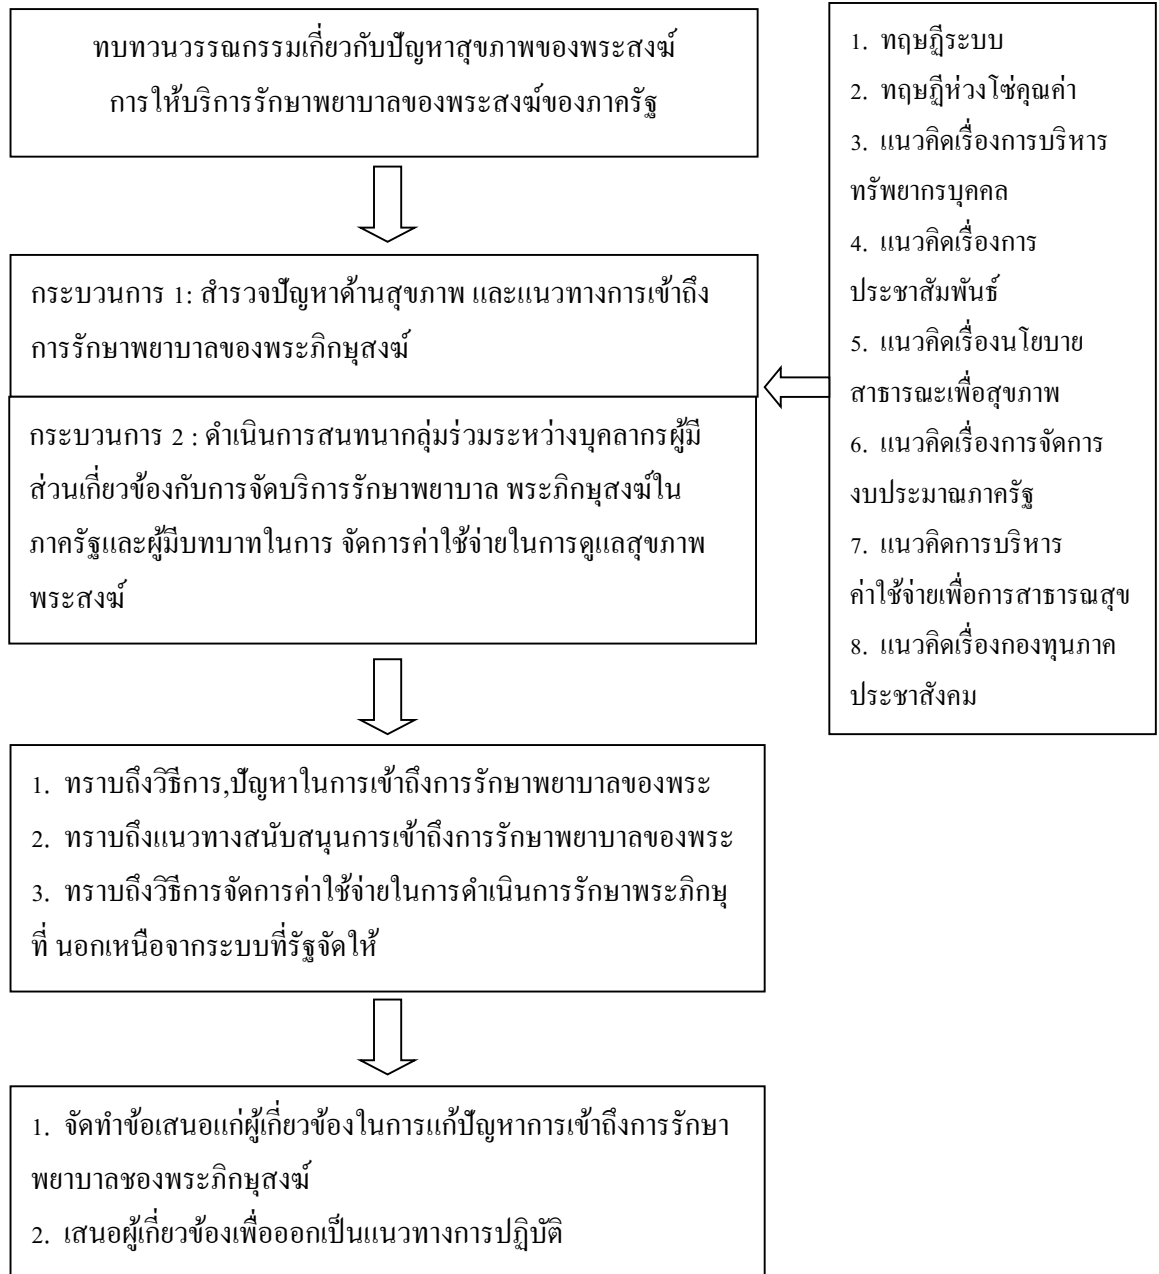 ทบทวนวรรณกรรมเกี่ยวกับปัญหาสุขภาพของพระสงฆ์
การให้บริการรักษาพยาบาลของพระสงฆ์ของภาครัฐ
กระบวนการ 1: สำรวจปัญหาด้านสุขภาพ และแนวทางการเข้าถึง
การรักษาพยาบาลของพระภิกษุสงฆ์
กระบวนการ 2 : ดำเนินการสนทนากลุ่มร่วมระหว่างบุคลากรผู้มี
ส่วนเกี่ยวข้องกับการจัดบริการรักษาพยาบาล พระภิกษุสงฆ์ใน
ภาครัฐและผู้มีบทบาทในการ จัดการค่าใช้จ่ายในการดูแลสุขภาพ
พระสงฆ์
1. ทราบถึงวิธีการ,ปัญหาในการเข้าถึงการรักษาพยาบาลของพระ
2. ทราบถึงแนวทางสนับสนุนการเข้าถึงการรักษาพยาบาลของพระ
3. ทราบถึงวิธีการจัดการค่าใช้จ่ายในการดำเนินการรักษาพระภิกษุ
ที่ นอกเหนือจากระบบที่รัฐจัดให้
1. จัดทำข้อเสนอแก่ผู้เกี่ยวข้องในการแก้ปัญหาการเข้าถึงการรักษา
พยาบาลชองพระภิกษุสงฆ์
2. เสนอผู้เกี่ยวข้องเพื่อออกเป็นแนวทางการปฏิบัติ
1. ทฤษฎีระบบ
2. ทฤษฎีห่วงโซ่คุณค่า
3. แนวคิดเรื่องการบริหาร
ทรัพยากรบุคคล
4. แนวคิดเรื่องการ
ประชาสัมพันธ์
5. แนวคิดเรื่องนโยบาย
สาธารณะเพื่อสุขภาพ
6. แนวคิดเรื่องการจัดการ
งบประมาณภาครัฐ
7. แนวคิดการบริหาร
ค่าใช้จ่ายเพื่อการสาธารณสุข
8. แนวคิดเรื่องกองทุนภาค
ประชาสังคม